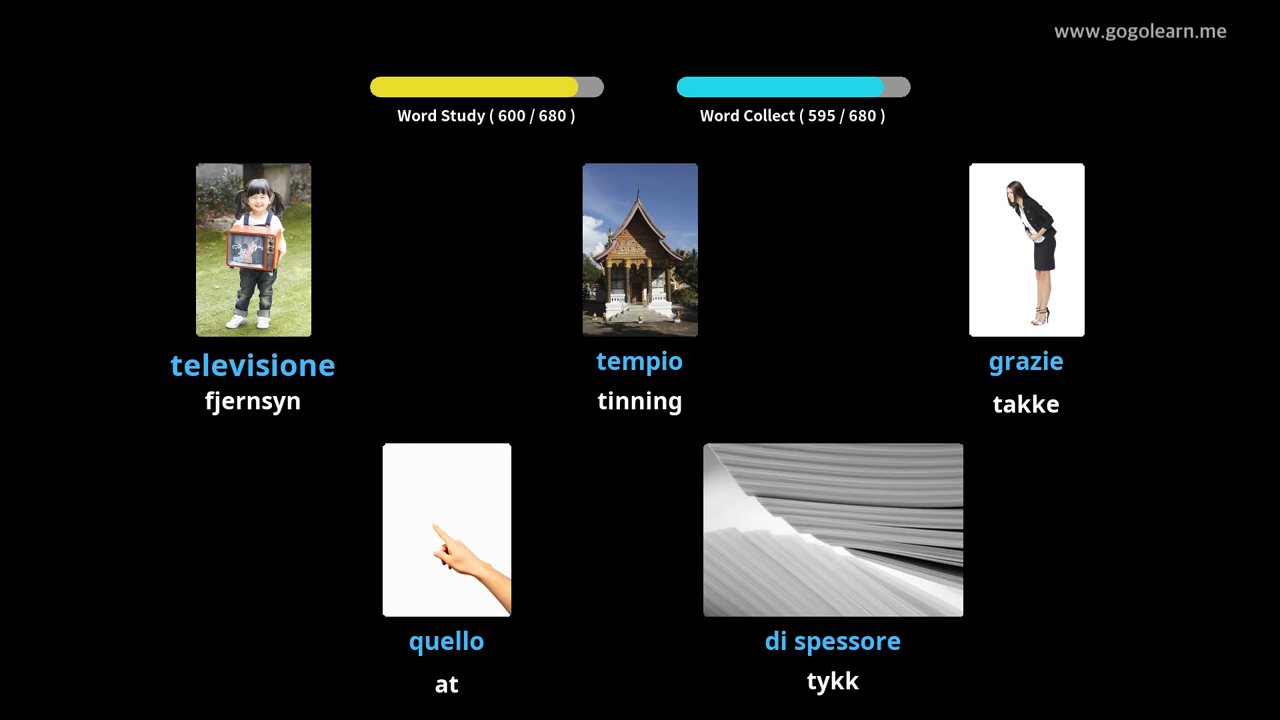 www.gogolearn.me
Word Study ( 600 / 680 )
Word Collect ( 595 / 680 )
televisione
fjernsyn
tempio
tinning
grazie
takke
quello
at
di spessore
tykk